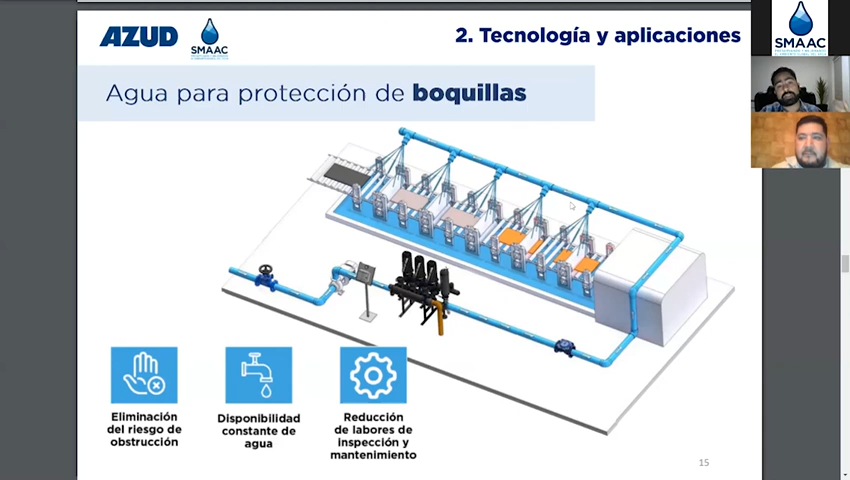 AZUD
SMAAC
2. Tecnología y aplicaciones
Agua para protección de boquillas
Eliminación
del riesgo de
obstrucción
Disponibilidad
constante de
agua
Reducción
de labores de
inspección y
mantenimiento
15
SMAAC